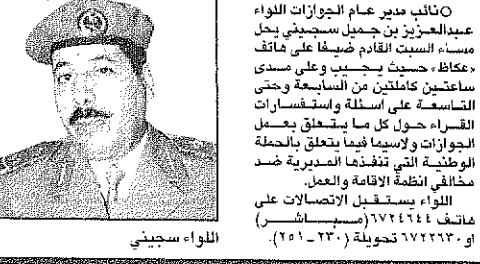 ○نائب مدير عام الجوازات اللواء
عبدالعزيز بن جميل سجيني يحل
مساء السبت القادم ضيفا على هاتف
«عكاظ» حيث يجيب وعلى مدى
ساعتين كاملتين من السابعة وحتى
التاسعة على اسئلة واستفسارات
القراء حول كل ما يتعلق بعمل
الجوازات ولاسيما فيما يتعلق بالحملة
الوطنية التي تنفذها المديرية ضد
مخالفي انظمة الاقامة والعمل.
اللواء يستقبل الاتصالات على
هاتف ٦٧٢٤٦٤٤ (مباشر)
او ٦٧٢٢٦٣٠ تحويلة (٢٣٠ - ٢٥١).
اللواء سجيني